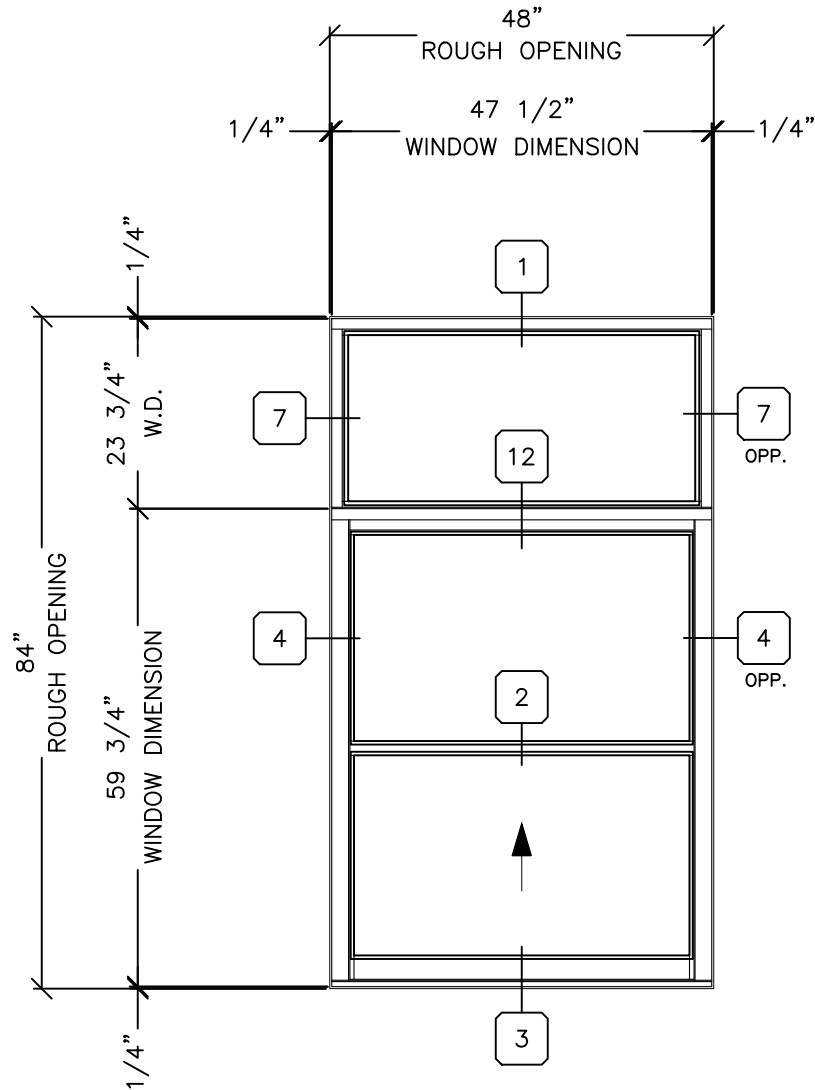 48”
ROUGH OPENING
47 1/2”
1/4”
1/4”
WINDOW DIMENSION
1/4”
1
23 3/4”
W.D.
7
7
OPP.
12
84”
ROUGH OPENING
59 3/4”
WINDOW DIMENSION
4
4
OPP.
2
3
1/4”